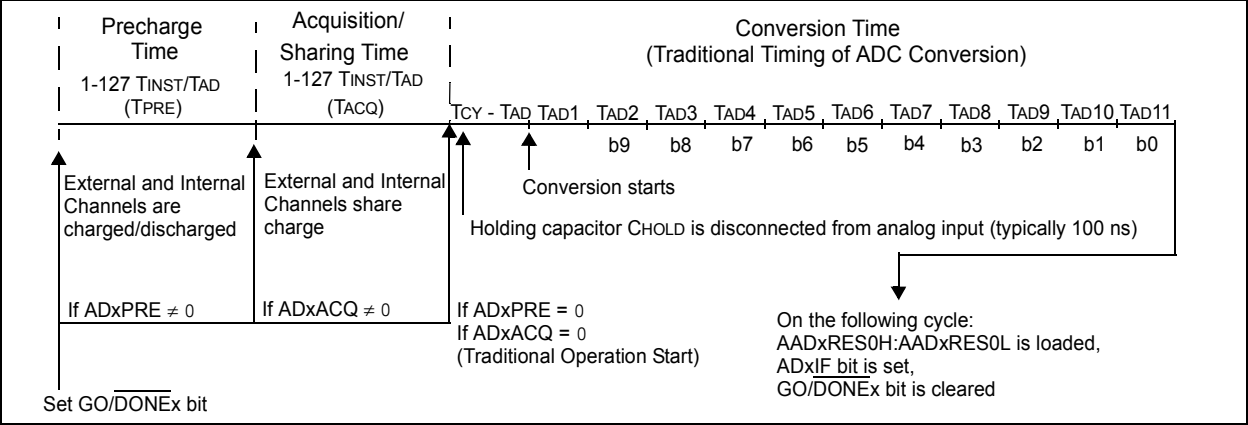 Precharge
Time
1-127 TINST/TAD
(TPRE)
Acquisition/
Sharing Time
1-127 TINST/TAD
(TACQ)
Conversion Time
(Traditional Timing of ADC Conversion)
TCY - TAD TAD1 TAD2 TAD3 TAD4 TAD5 TAD6 TAD7 TAD8 TAD9 TAD10 TAD11
b9 b8 b7 b6 b5 b4 b3 b2 b1 b0
External and Internal
Channels are
charged/discharged
External and Internal
Channels share
charge
Conversion starts
Holding capacitor CHOLD is disconnected from analog input (typically 100 ns)
If ADxPRE ≠ 0
If ADxACQ ≠ 0
If ADxPRE = 0
If ADxACQ = 0
(Traditional Operation Start)
On the following cycle:
AADxRES0H:AADxRES0L is loaded,
ADxIF bit is set,
GO/DONEx bit is cleared
Set GO/DONEx bit